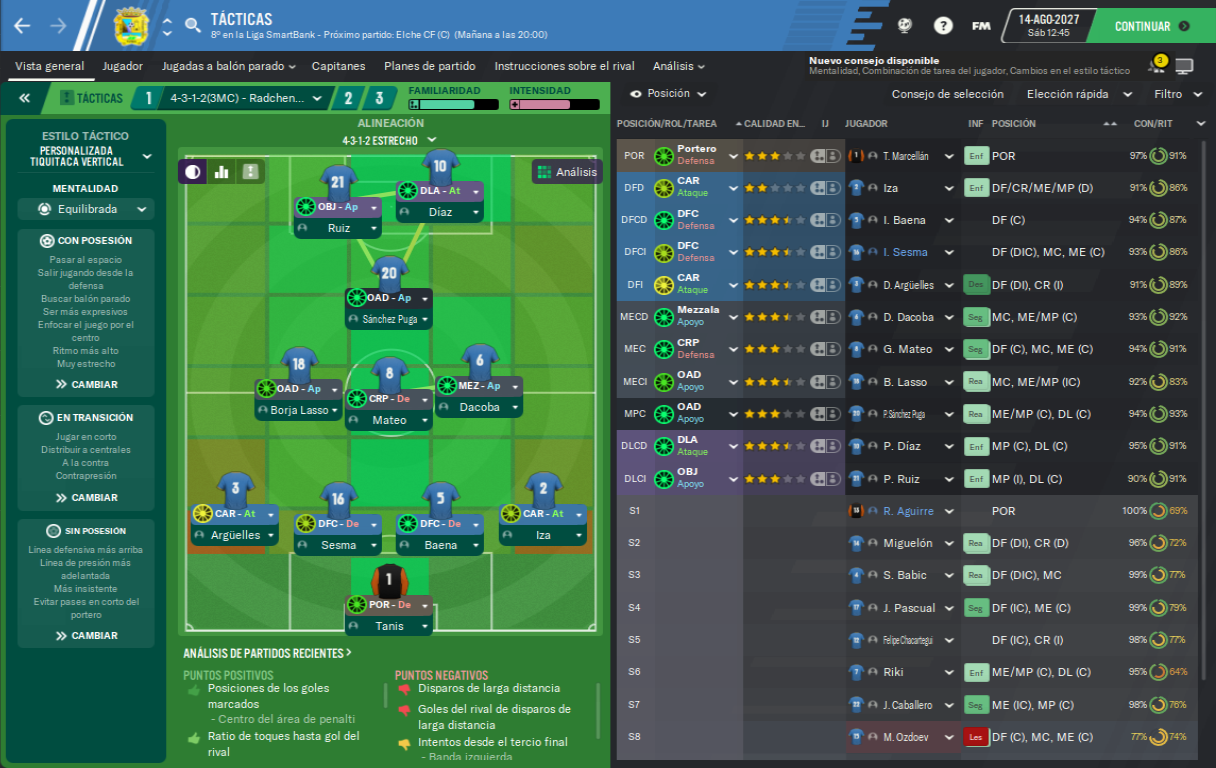 TÁCTICAS
8º en la Liga SmartBank - Próximo partido: Elche CF (C) (Mañana a las 20:00)
?
FM
14-AGO-2027
Sáb 12:45
CONTINUAR
Vista general
Jugador
Jugadas a balón parado
Capitanes
Planes de partido
Instrucciones sobre el rival
Análisis
Nuevo consejo disponible
Mentalidad, Combinación de tarea del jugador, Cambios en el estilo táctico
3
TÁCTICAS
1
4-3-1-2(3MC) - Radchen...
2
3
FAMILIARIDAD
INTENSIDAD
Posición
Consejo de selección
Elección rápida
Filtro
ESTILO TÁCTICO
PERSONALIZADA
TIQUITACA VERTICAL
MENTALIDAD
Equilibrada
CON POSESIÓN
Pasar al espacio
Salir jugando desde la
defensa
Buscar balón parado
Ser más expresivos
Enfocar el juego por el
centro
Ritmo más alto
Muy estrecho
CAMBIAR
EN TRANSICIÓN
Jugar en corto
Distribuir a centrales
A la contra
Contrapresión
CAMBIAR
SIN POSESIÓN
Línea defensiva más arriba
Línea de presión más
adelantada
Más insistente
Evitar pases en corto del
portero
CAMBIAR
ALINEACIÓN
4-3-1-2 ESTRECHO
Análisis
21
OBJ - Ap
Ruiz
10
DLA - At
Díaz
20
OAD - Ap
Sánchez Puga
18
OAD - Ap
Borja Lasso
8
CRP - De
Mateo
6
MEZ - Ap
Dacoba
3
CAR - At
Argüelles
16
DFC - De
Sesma
5
DFC - De
Baena
2
CAR - At
Iza
1
POR - De
Tanis
ANÁLISIS DE PARTIDOS RECIENTES >
PUNTOS POSITIVOS
Posiciones de los goles
marcados
- Centro del área de penalti
Ratio de toques hasta gol del
rival
PUNTOS NEGATIVOS
Disparos de larga distancia
Goles del rival de disparos de
larga distancia
Intentos desde el tercio final
- Banda izquierda
POSICIÓN/ROL/TAREA
CALIDAD EN...
IJ
JUGADOR
INF
POSICIÓN
CON/RIT
POR Portero Defensa T. Marcellán Enf POR 97% 91%
DFD CAR Ataque Iza Enf DF/CR/ME/MP (D) 91% 86%
DFCD DFC Defensa I. Baena DF (C) 94% 87%
DFCI DFC Defensa I. Sesma DF (DIC), MC, ME (C) 93% 86%
DFI CAR Ataque D. Argüelles Des DF (DI), CR (I) 91% 89%
MECD Mezzala Apoyo D. Dacoba Seg MC, ME/MP (C) 93% 92%
MEC CRP Defensa G. Mateo Seg DF (C), MC, ME (C) 94% 91%
MECI OAD Apoyo B. Lasso Rea MC, ME/MP (IC) 92% 83%
MPC OAD Apoyo P. Sánchez Puga Rea ME/MP (C), DL (C) 94% 93%
DLCD DLA Ataque P. Díaz Enf MP (C), DL (C) 95% 91%
DLCI OBJ Apoyo P. Ruiz Enf MP (I), DL (C) 90% 91%
S1 R. Aguirre POR 100% 69%
S2 Miguelón Rea DF (DI), CR (D) 96% 72%
S3 S. Babic Rea DF (DIC), MC 99% 77%
S4 J. Pascual Seg DF (IC), ME (C) 99% 79%
S5 Felipe Chacartegui DF (IC), CR (I) 98% 77%
S6 Riki Enf ME/MP (C), DL (C) 95% 64%
S7 J. Caballero Seg ME (IC), MP (C) 98% 76%
S8 M. Ozdoev Les DF (C), MC, ME (C) 77% 74%